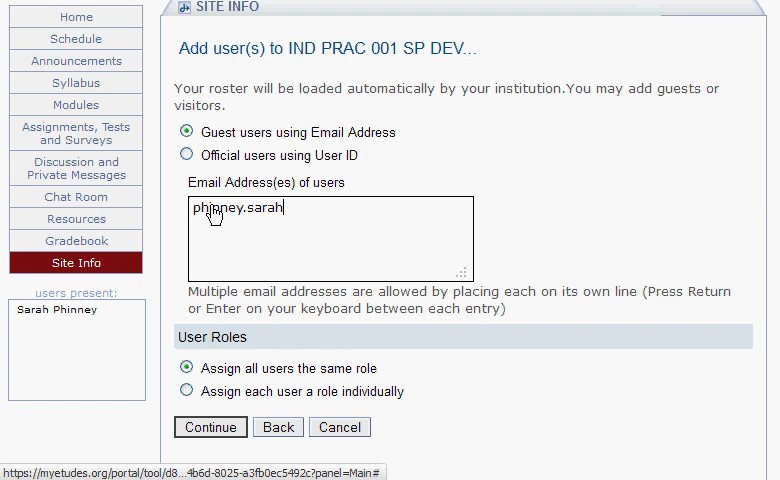 Home
Schedule
Announcements
Syllabus
Modules
Assignments, Tests
and Surveys
Discussion and
Private Messages
Chat Room
Resources
Gradebook
Site Info
users present:
Sarah Phinney
SITE INFO
Add user(s) to IND PRAC 001 SP DEV...
Your roster will be loaded automatically by your institution.You may add guests or
visitors.
Guest users using Email Address
Official users using User ID
Email Address(es) of users
phinney.sarah
Multiple email addresses are allowed by placing each on its own line (Press Return
or Enter on your keyboard between each entry)
User Roles
Assign all users the same role
Assign each user a role individually
Continue
Back
Cancel
https://myetudes.org/portal/tool/d8...4b6d-8025-a3fb0ec5492c?panel=Main#